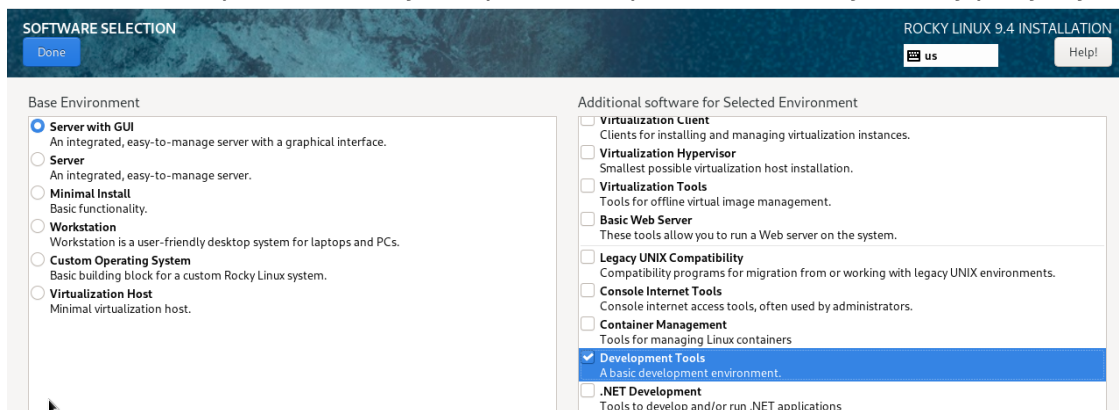 SOFTWARE SELECTION
ROCKY LINUX 9.4 INSTALLATION
Done
us
Help!
Base Environment
Server with GUI
An integrated, easy-to-manage server with a graphical interface.
Server
An integrated, easy-to-manage server.
Minimal Install
Basic functionality.
Workstation
Workstation is a user-friendly desktop system for laptops and PCs.
Custom Operating System
Basic building block for a custom Rocky Linux system.
Virtualization Host
Minimal virtualization host.
Additional software for Selected Environment
Virtualization Client
Clients for installing and managing virtualization instances.
Virtualization Hypervisor
Smallest possible virtualization host installation.
Virtualization Tools
Tools for offline virtual image management.
Basic Web Server
These tools allow you to run a Web server on the system.
Legacy UNIX Compatibility
Compatibility programs for migration from or working with legacy UNIX environments.
Console Internet Tools
Console internet access tools, often used by administrators.
Container Management
Tools for managing Linux containers
Development Tools
A basic development environment.
.NET Development
Tools to develop and/or run .NET applications